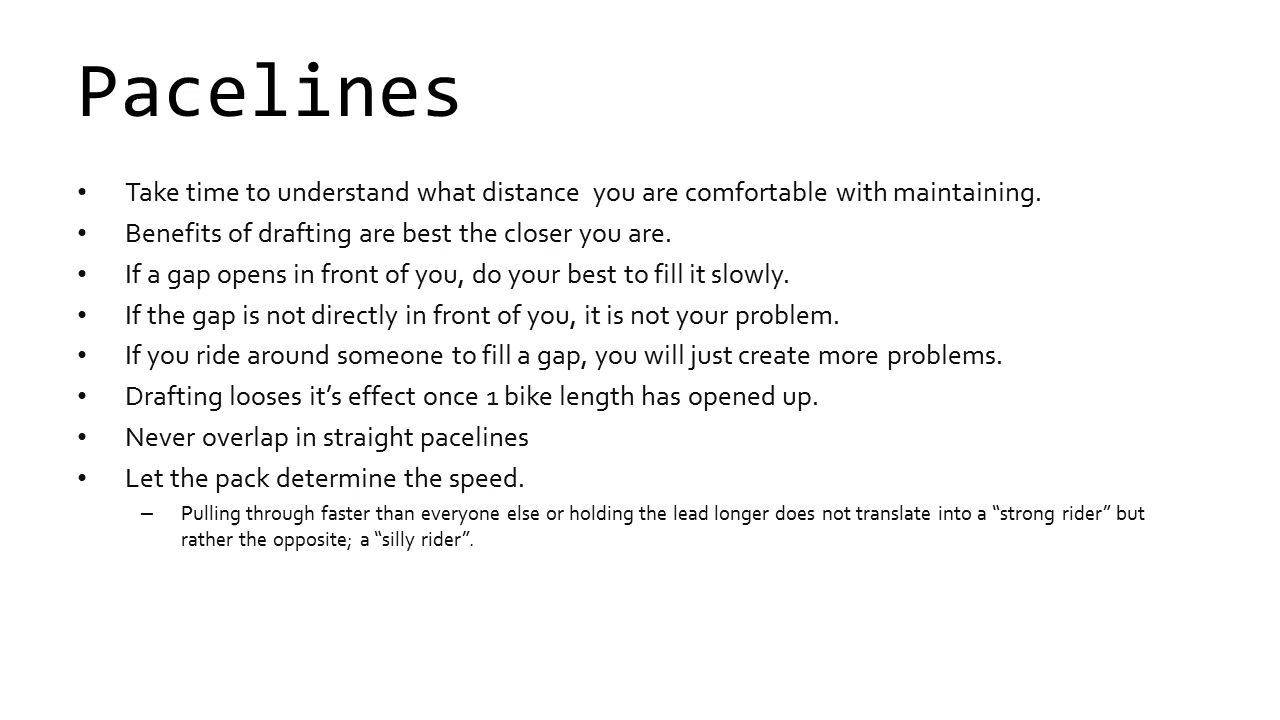 Pacelines
• Take time to understand what distance  you are comfortable with maintaining.
• Benefits of drafting are best the closer you are.
• If a gap opens in front of you, do your best to fill it slowly.
• If the gap is not directly in front of you, it is not your problem.
• If you ride around someone to fill a gap, you will just create more problems.
• Drafting looses it’s effect once 1 bike length has opened up.
• Never overlap in straight pacelines
• Let the pack determine the speed.
– Pulling through faster than everyone else or holding the lead longer does not translate into a “strong rider” but
rather the opposite; a “silly rider”.